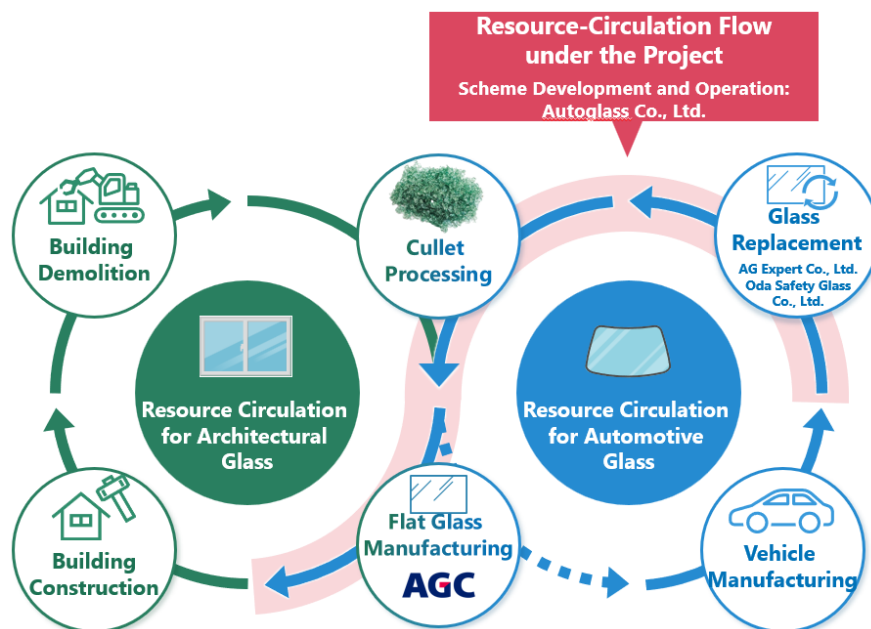 Resource-Circulation Flow
under the Project
Scheme Development and Operation:
Autoglass Co., Ltd.
Building
Demolition
Cullet
Processing
Glass
Replacement
AG Expert Co., Ltd.
Oda Safety Glass
Co., Ltd.
Resource Circulation
for Architectural
Glass
Resource Circulation
for Automotive
Glass
Building
Construction
Flat Glass
Manufacturing
AGC
Vehicle
Manufacturing